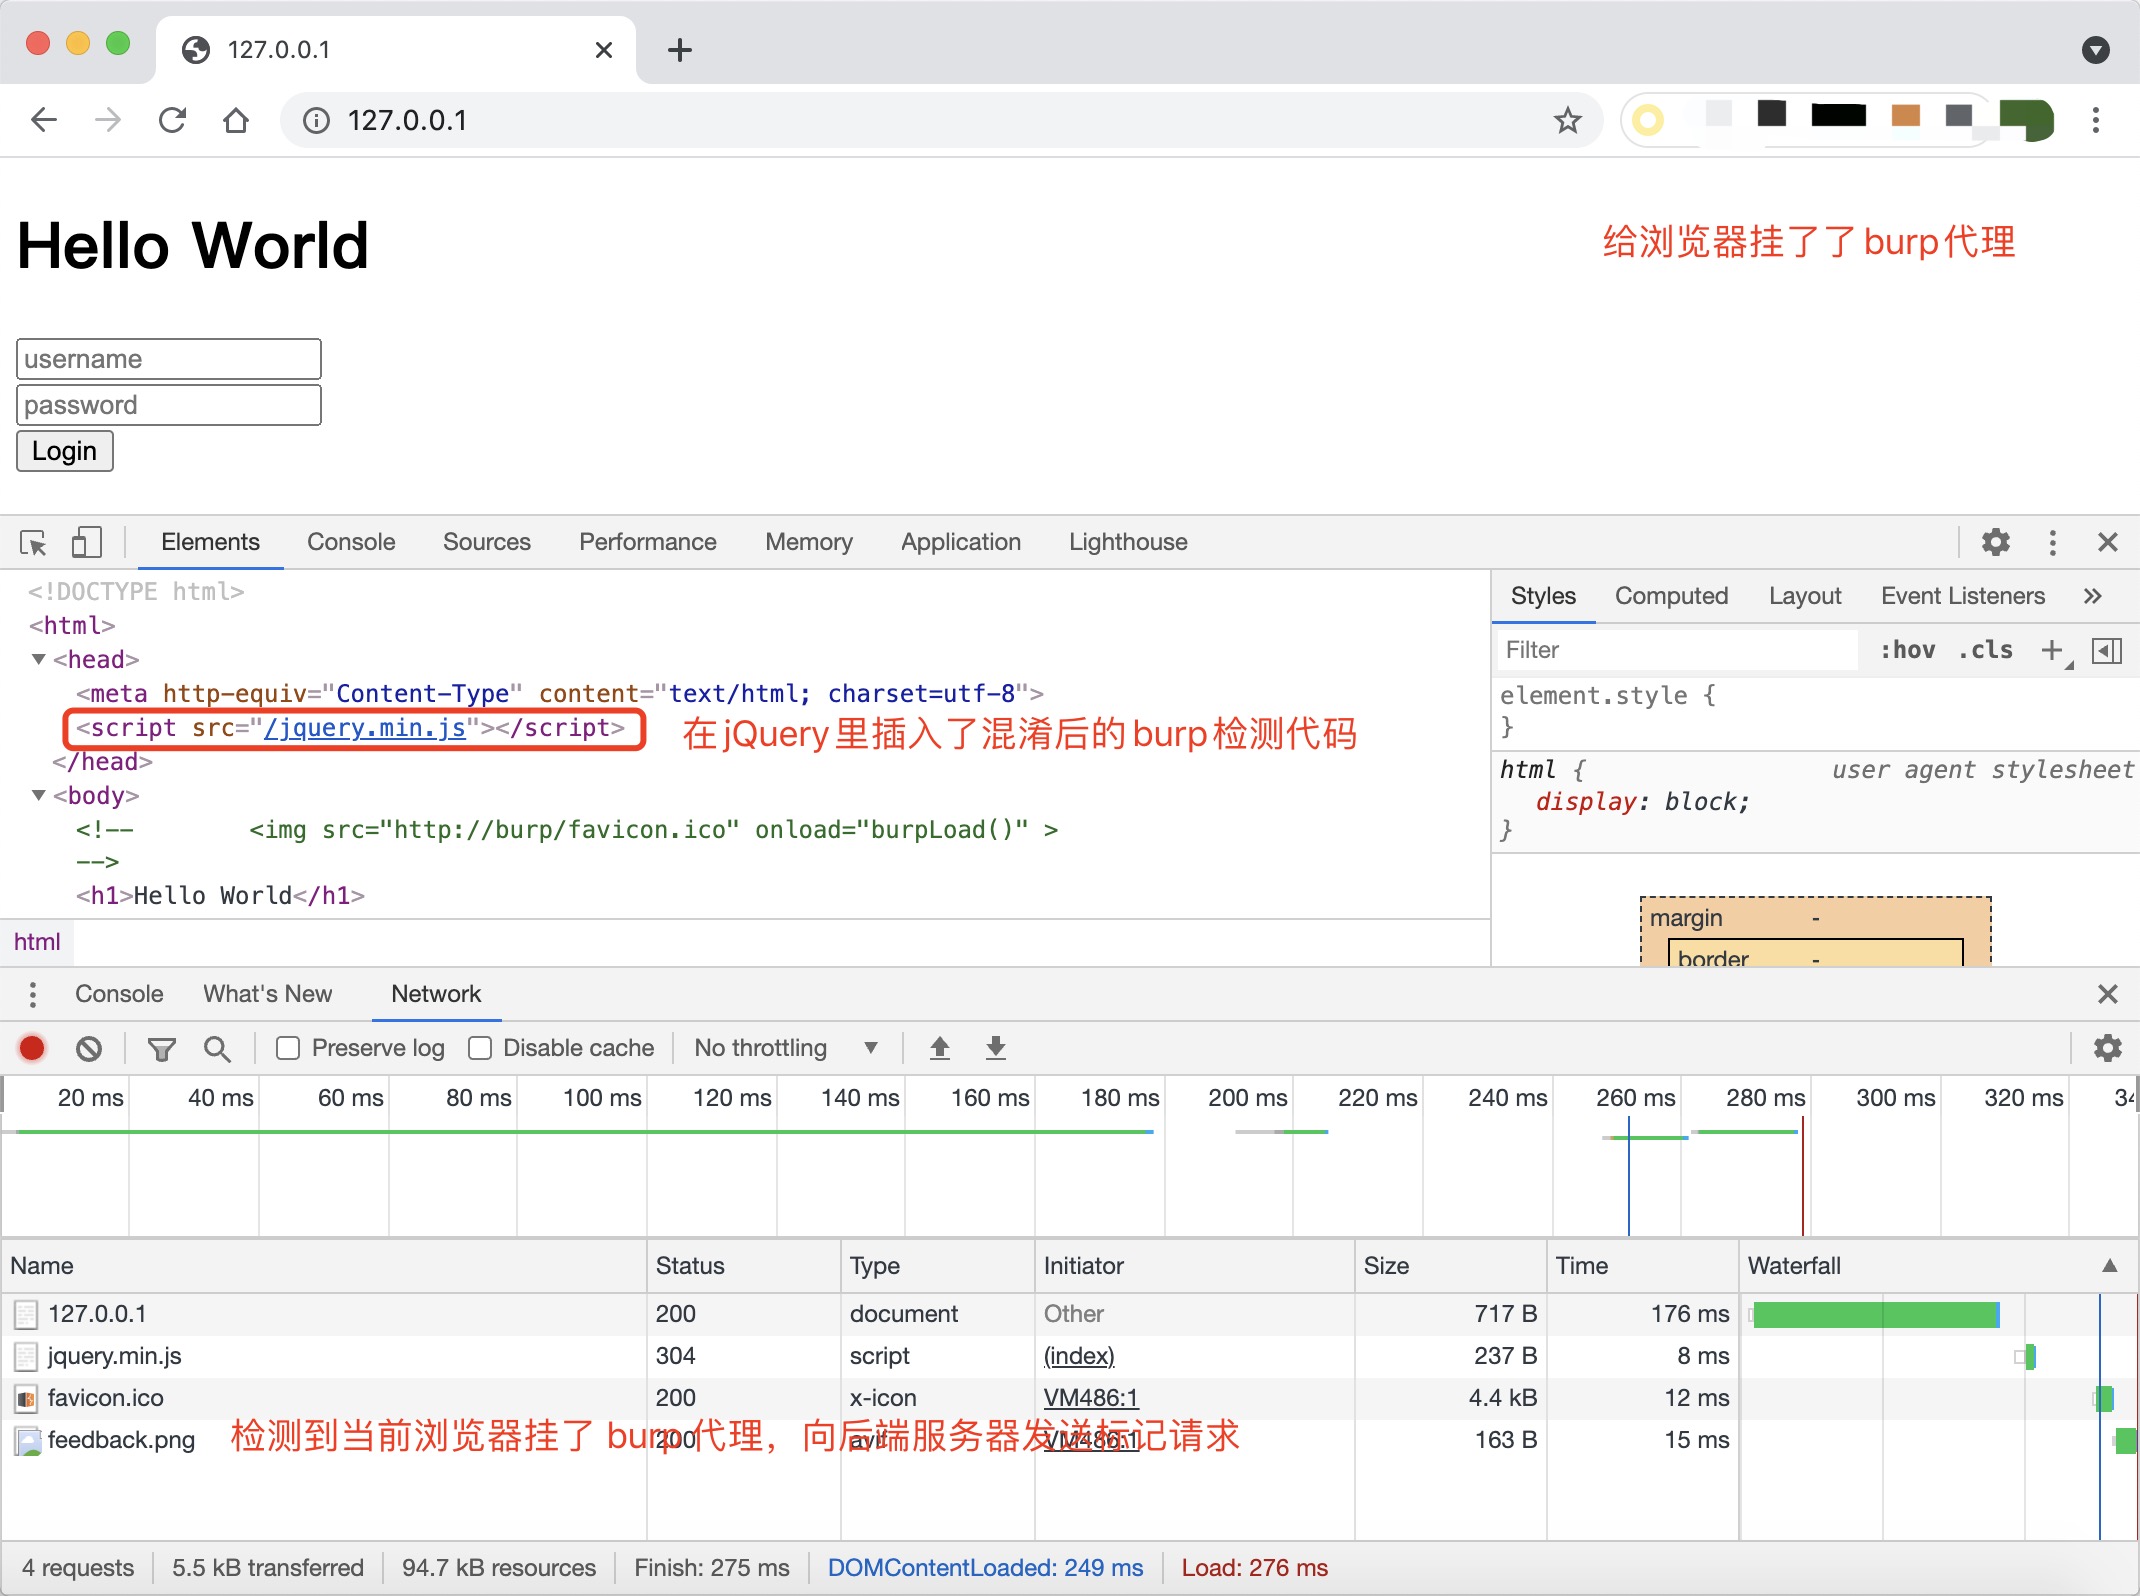 127.0.0.1
127.0.0.1
Hello World
给浏览器挂了了burp代理
username
password
Login
Elements Console Sources Performance Memory Application Lighthouse
<!DOCTYPE html>
<html>
<head>
<meta http-equiv="Content-Type" content="text/html; charset=utf-8">
<script src="/jquery.min.js"></script> 在jQuery里插入了混淆后的burp检测代码
</head>
<body>
<!-- <img src="http://burp/favicon.ico" onload="burpLoad()" >
-->
<h1>Hello World</h1>
html
Styles Computed Layout Event Listeners »
Filter :hov .cls +
element.style {
}
html { user agent stylesheet
display: block;
}
margin -
border -
Console What's New Network
Preserve log Disable cache No throttling
20 ms 40 ms 60 ms 80 ms 100 ms 120 ms 140 ms 160 ms 180 ms 200 ms 220 ms 240 ms 260 ms 280 ms 300 ms 320 ms
Name Status Type Initiator Size Time Waterfall
127.0.0.1 200 document Other 717 B 176 ms
jquery.min.js 304 script (index) 237 B 8 ms
favicon.ico 200 x-icon VM486:1 4.4 kB 12 ms
feedback.png 200 avif VM486:1 163 B 15 ms
检测到当前浏览器挂了 burp代理，向后端服务器发送标记请求
4 requests 5.5 kB transferred 94.7 kB resources Finish: 275 ms DOMContentLoaded: 249 ms Load: 276 ms